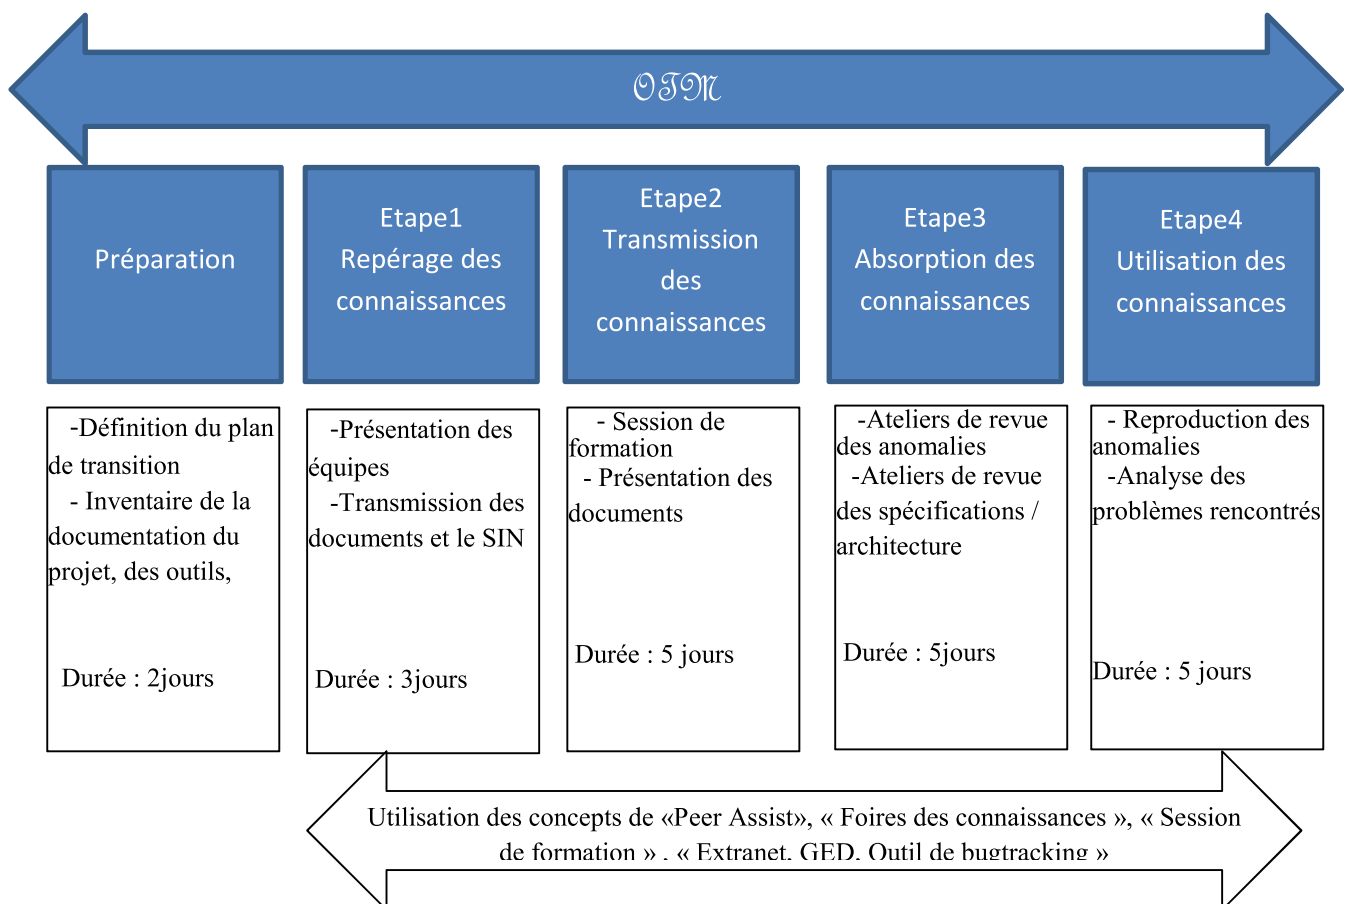 OTM
Préparation
Etape1
Repérage des
connaissances
Etape2
Transmission
des
connaissances
Etape3
Absorption des
connaissances
Etape4
Utilisation des
connaissances
-Définition du plan
de transition
- Inventaire de la
documentation du
projet, des outils,
Durée : 2jours
-Présentation des
équipes
-Transmission des
documents et le SIN
Durée : 3jours
- Session de
formation
- Présentation des
documents
Durée : 5 jours
-Ateliers de revue
des anomalies
-Ateliers de revue
des spécifications /
architecture
Durée : 5jours
- Reproduction des
anomalies
-Analyse des
problèmes rencontrés
Durée : 5 jours
Utilisation des concepts de «Peer Assist», « Foires des connaissances », « Session
de formation » , « Extranet, GED, Outil de bugtracking »